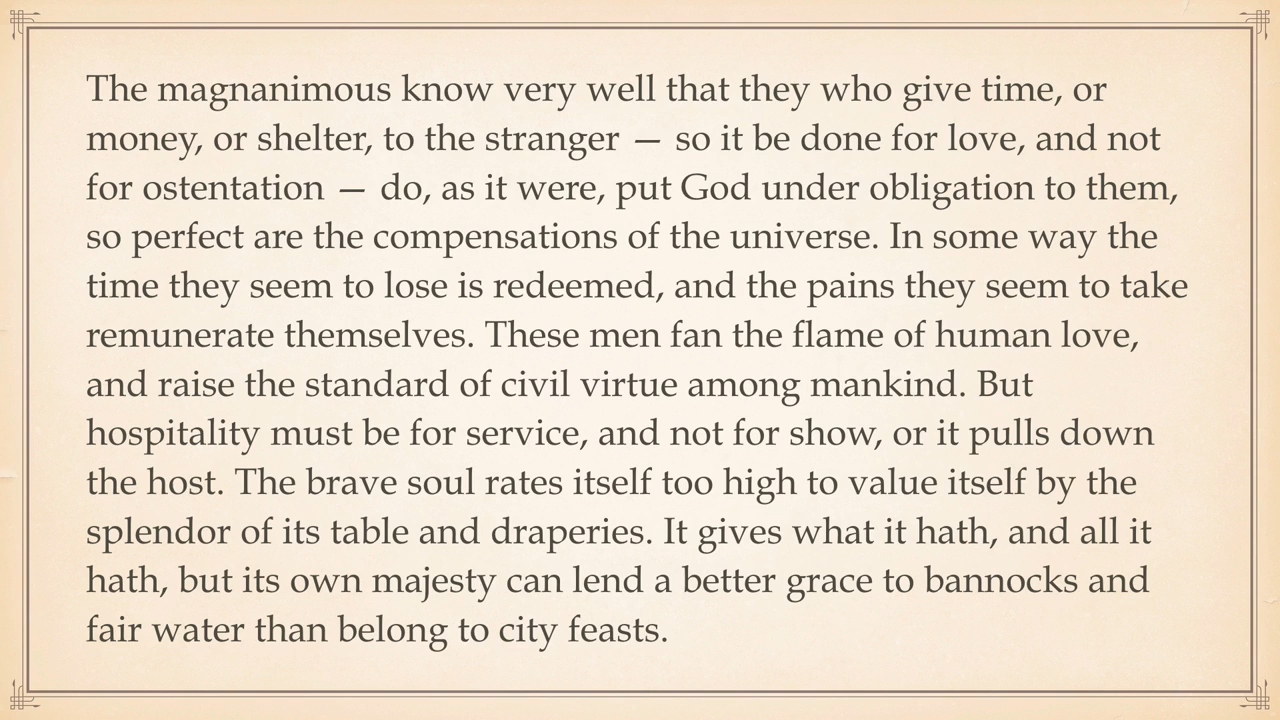 The magnanimous know very well that they who give time, or
money, or shelter, to the stranger — so it be done for love, and not
for ostentation — do, as it were, put God under obligation to them,
so perfect are the compensations of the universe. In some way the
time they seem to lose is redeemed, and the pains they seem to take
remunerate themselves. These men fan the flame of human love,
and raise the standard of civil virtue among mankind. But
hospitality must be for service, and not for show, or it pulls down
the host. The brave soul rates itself too high to value itself by the
splendor of its table and draperies. It gives what it hath, and all it
hath, but its own majesty can lend a better grace to bannocks and
fair water than belong to city feasts.